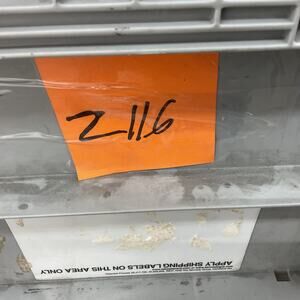 2116
APPLY SHIPPING LABELS ON THIS AREA ONLY